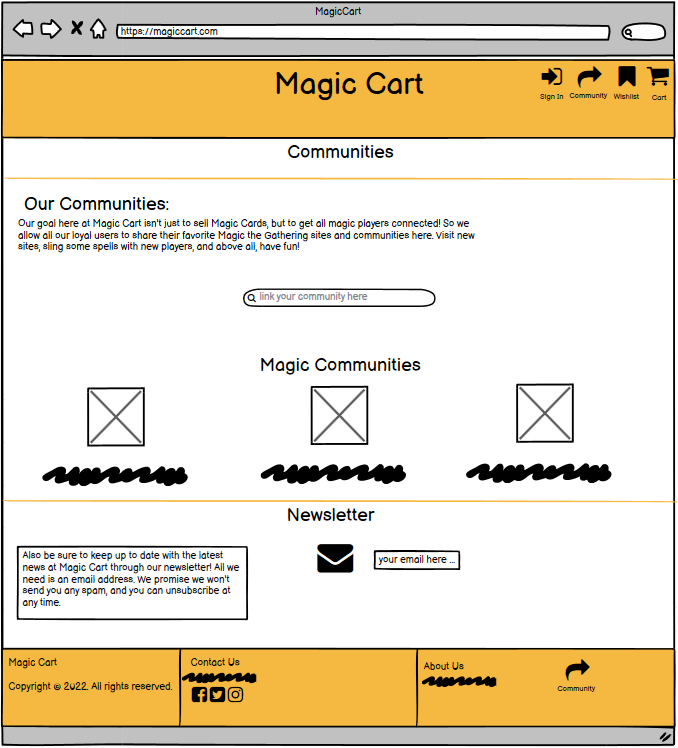 MagicCart
https://magiccart.com
Magic Cart
Sign In
Community
Wishlist
Cart
Communities
Our Communities:
Our goal here at Magic Cart isn't just to sell Magic Cards, but to get all magic players connected! So we
allow all our loyal users to share their favorite Magic the Gathering sites and communities here. Visit new
sites, sling some spells with new players, and above all, have fun!
link your community here
Magic Communities
Newsletter
Also be sure to keep up to date with the latest
news at Magic Cart through our newsletter! All we
need is an email address. We promise we won't
send you any spam, and you can unsubscribe at
any time.
your email here ...
Magic Cart
Copyright © 2022. All rights reserved.
Contact Us
About Us
Community